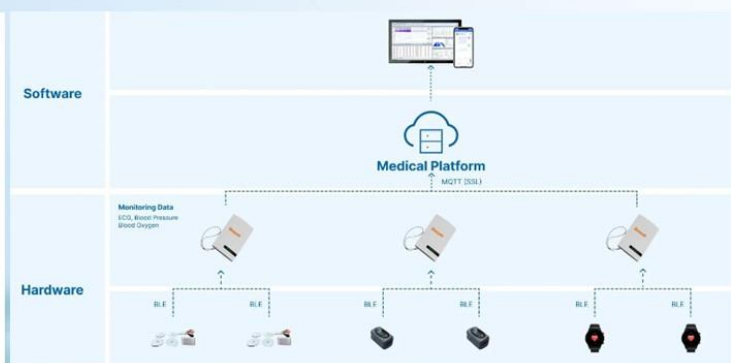 Software
Medical Platform
MQTT (SSL)
Monitoring Data
ECG, Blood Pressure
Blood Oxygen
Hardware
BLE
BLE
BLE
BLE
BLE
BLE